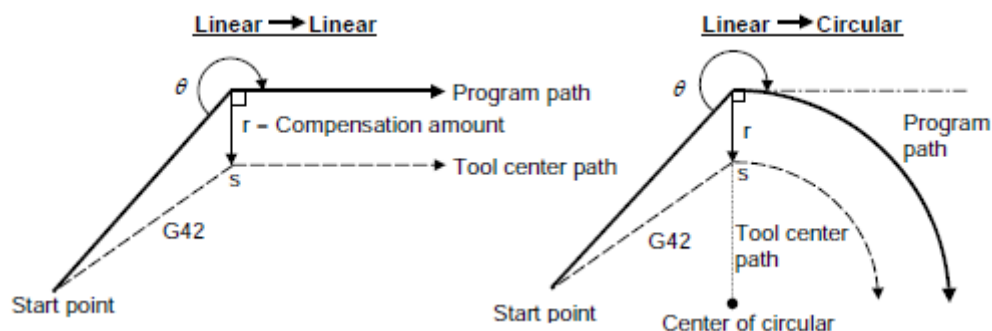 Linear → Linear
θ
Program path
r – Compensation amount
Tool center path
s
G42
Start point
Linear → Circular
θ
Program
path
r
s
G42
Tool center
path
Start point
Center of circular